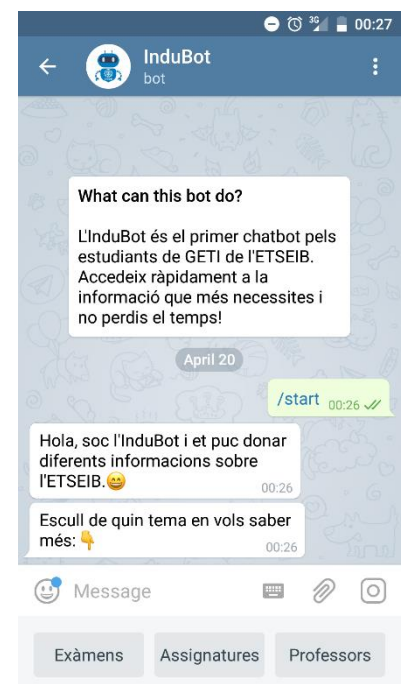 3G 00:27
InduBot
bot
What can this bot do?
L'InduBot és el primer chatbot pels
estudiants de GETI de l'ETSEIB.
Accedeix ràpidament a la
informació que més necessites i
no perdis el temps!
April 20
/start 00:26
Hola, soc l'InduBot i et puc donar
diferents informacions sobre
l'ETSEIB.😄
00:26
Escull de quin tema en vols saber
més: 👇
00:26
Message
Exàmens Assignatures Professors